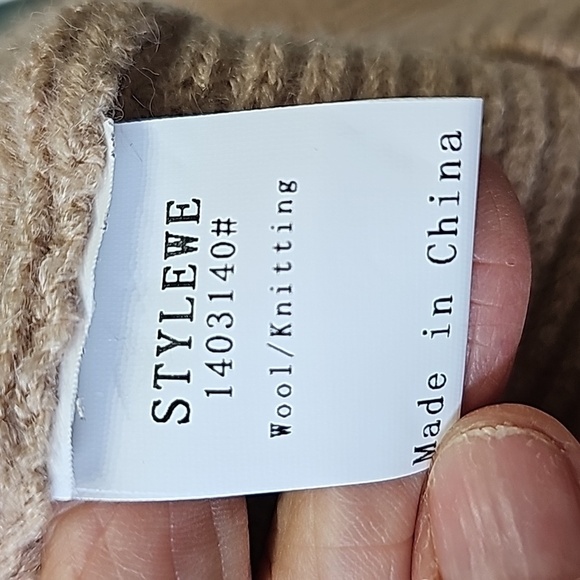 STYLEWE
1403140#
Wool/Knitting
Made in China